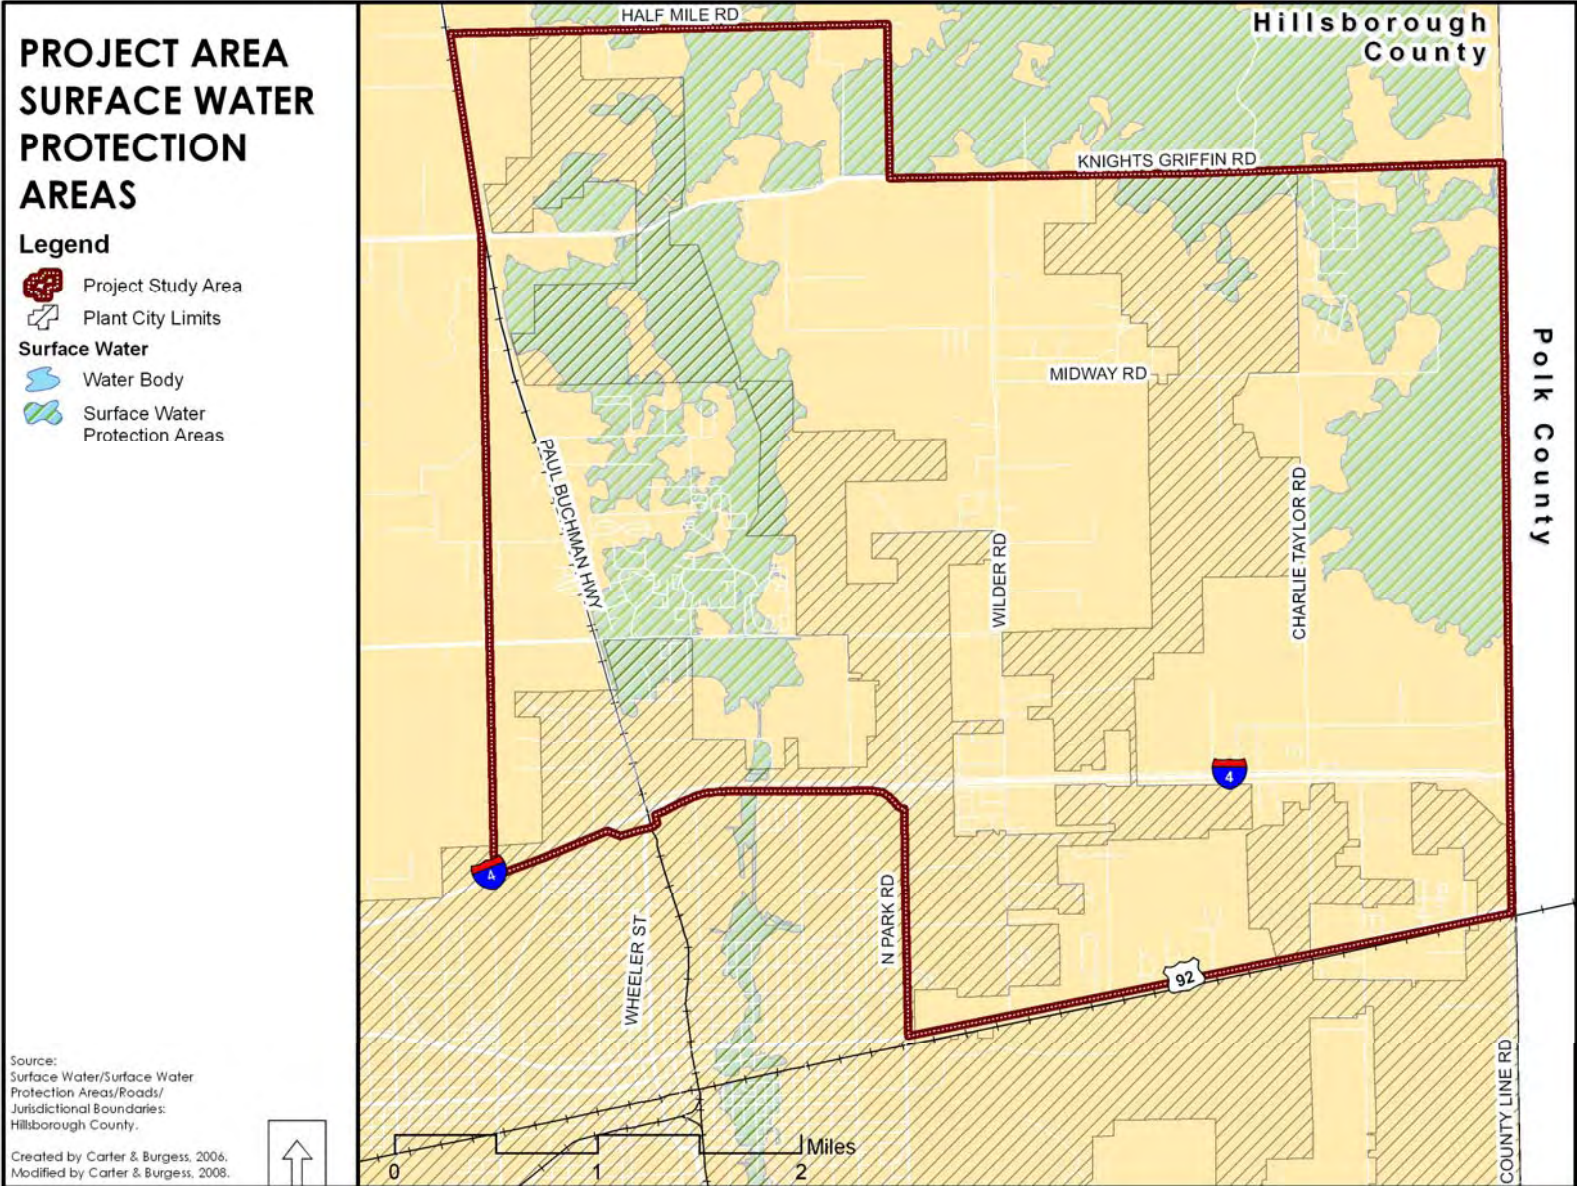 PROJECT AREA
SURFACE WATER
PROTECTION
AREAS
Legend
Project Study Area
Plant City Limits
Surface Water
Water Body
Surface Water
Protection Areas
Source:
Surface Water/Surface Water
Protection Areas/Roads/
Jurisdictional Boundaries:
Hillsborough County.
Created by Carter & Burgess, 2006.
Modified by Carter & Burgess, 2008.
HALF MILE RD
Hillsborough
County
KNIGHTS GRIFFIN RD
MIDWAY RD
Polk County
PAUL BUCHMAN HWY
WILDER RD
CHARLIE TAYLOR RD
4
4
N PARK RD
WHEELER ST
92
COUNTY LINE RD
Miles
0 1 2